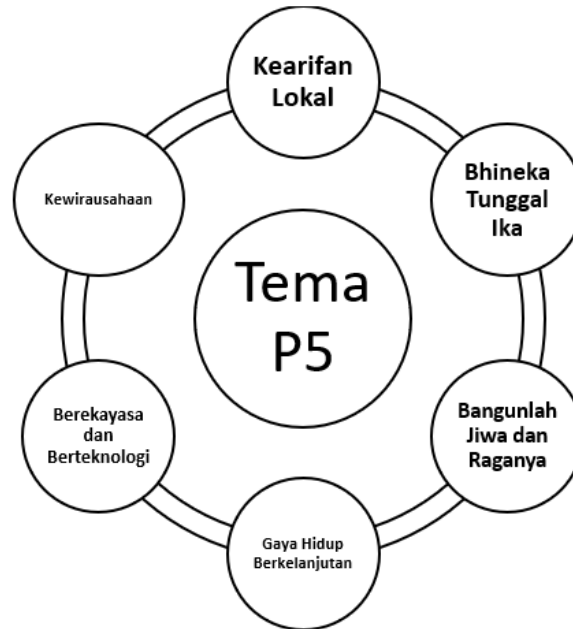 Tema
P5
Kearifan
Lokal
Bhineka
Tunggal
Ika
Bangunlah
Jiwa dan
Raganya
Gaya Hidup
Berkelanjutan
Berekayasa
dan
Berteknologi
Kewirausahaan